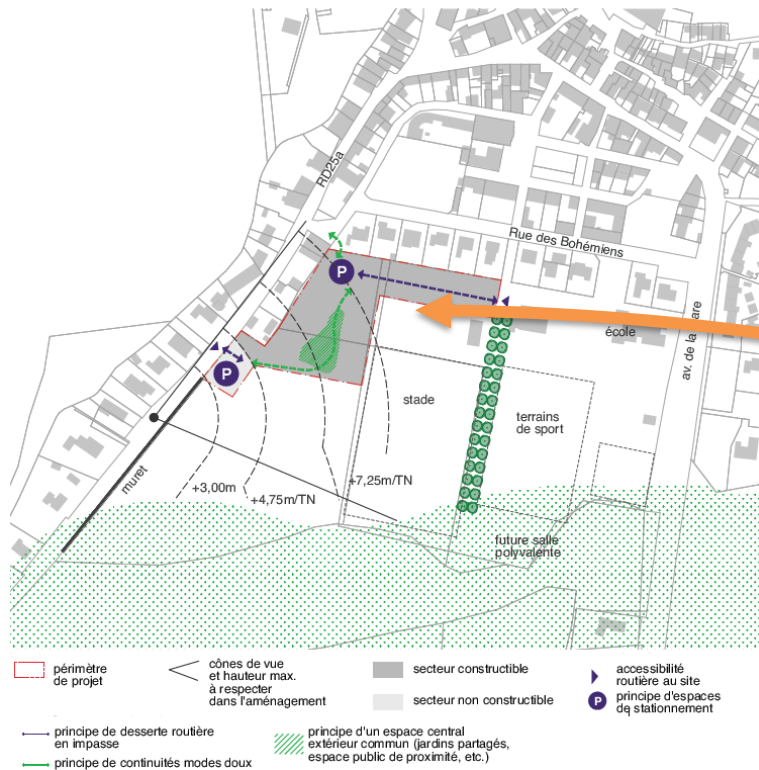 RD25a
Rue des Bohémiens
P
école
av. de la gare
P
stade
terrains
de sport
muret
+3,00m
+4,75m/TN
+7,25m/TN
future salle
polyvalente
périmètre
de projet
cônes de vue
et hauteur max.
à respecter
dans l'aménagement
secteur constructible
secteur non constructible
accessibilité
routière au site
P
principe d'espaces
de stationnement
principe de desserte routière
en impasse
principe de continuités modes doux
principe d'un espace central
extérieur commun (jardins partagés,
espace public de proximité, etc.)